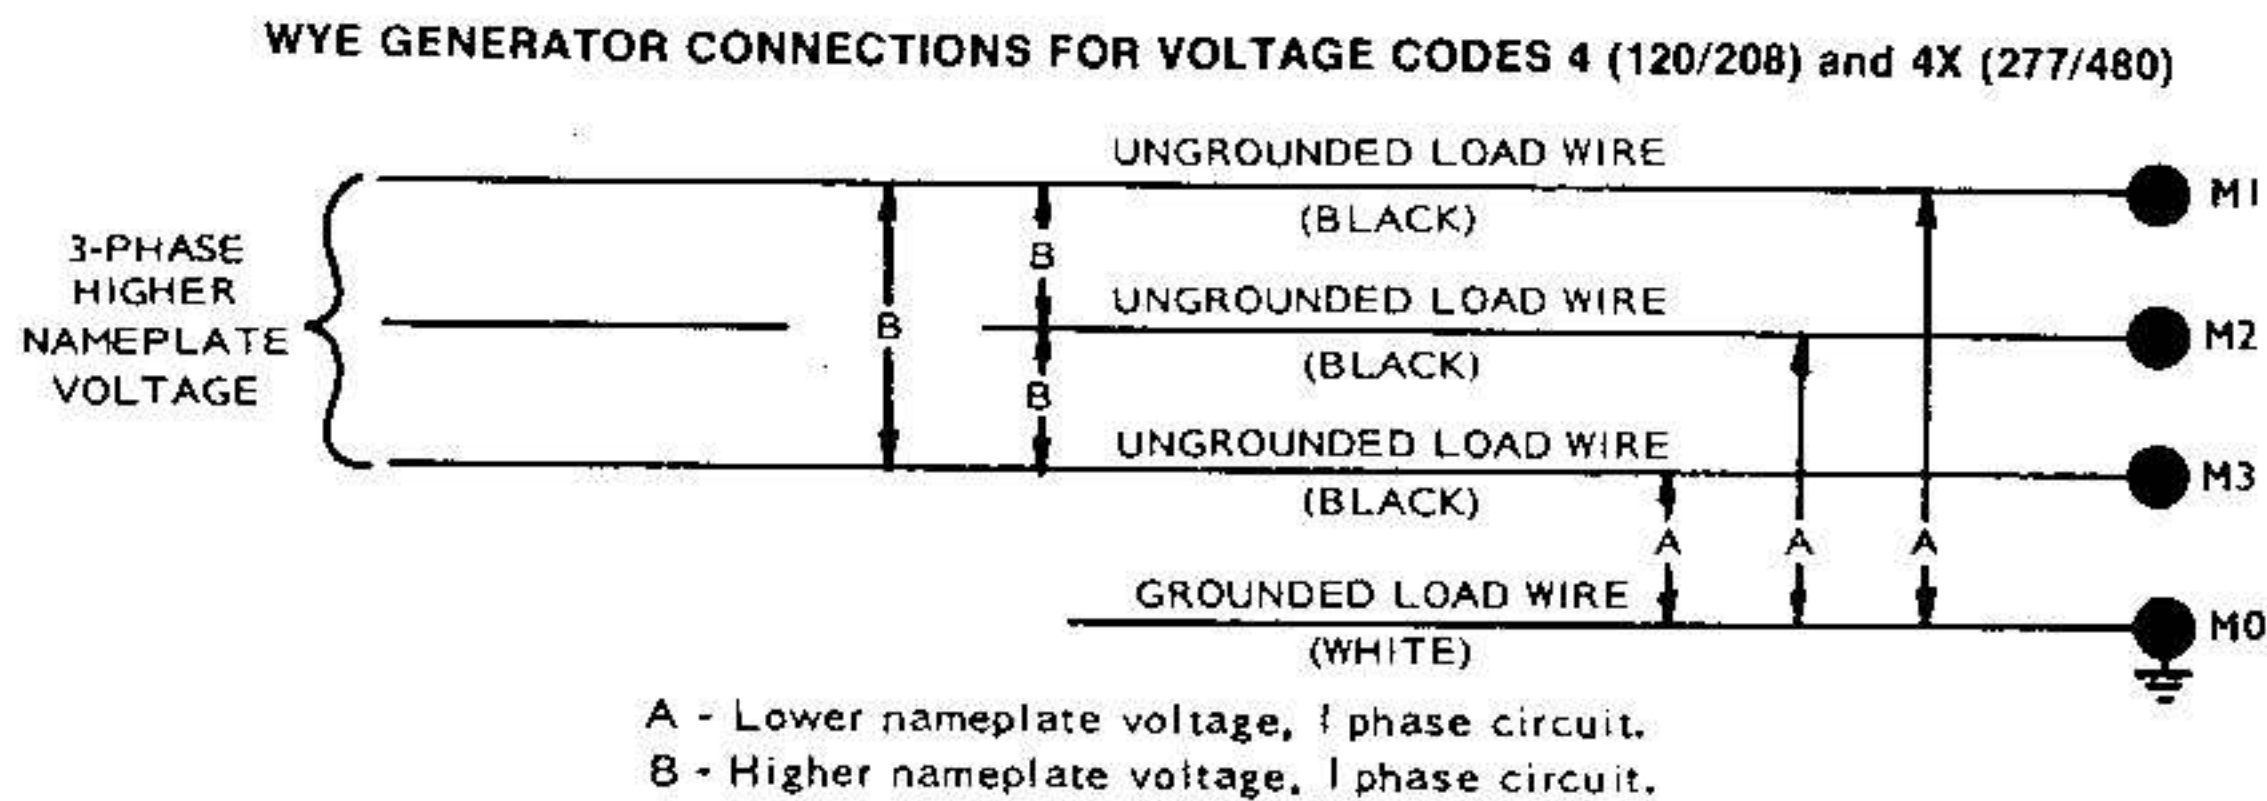 WYE GENERATOR CONNECTIONS FOR VOLTAGE CODES 4 (120/208) and 4X (277/480)
UNGROUNDED LOAD WIRE
M1
(BLACK)
3-PHASE
HIGHER
NAMEPLATE
VOLTAGE
B
B
UNGROUNDED LOAD WIRE
M2
(BLACK)
B
UNGROUNDED LOAD WIRE
M3
(BLACK)
A A A
GROUNDED LOAD WIRE
M0
(WHITE)
A - Lower nameplate voltage, 1 phase circuit.
B - Higher nameplate voltage, 1 phase circuit.